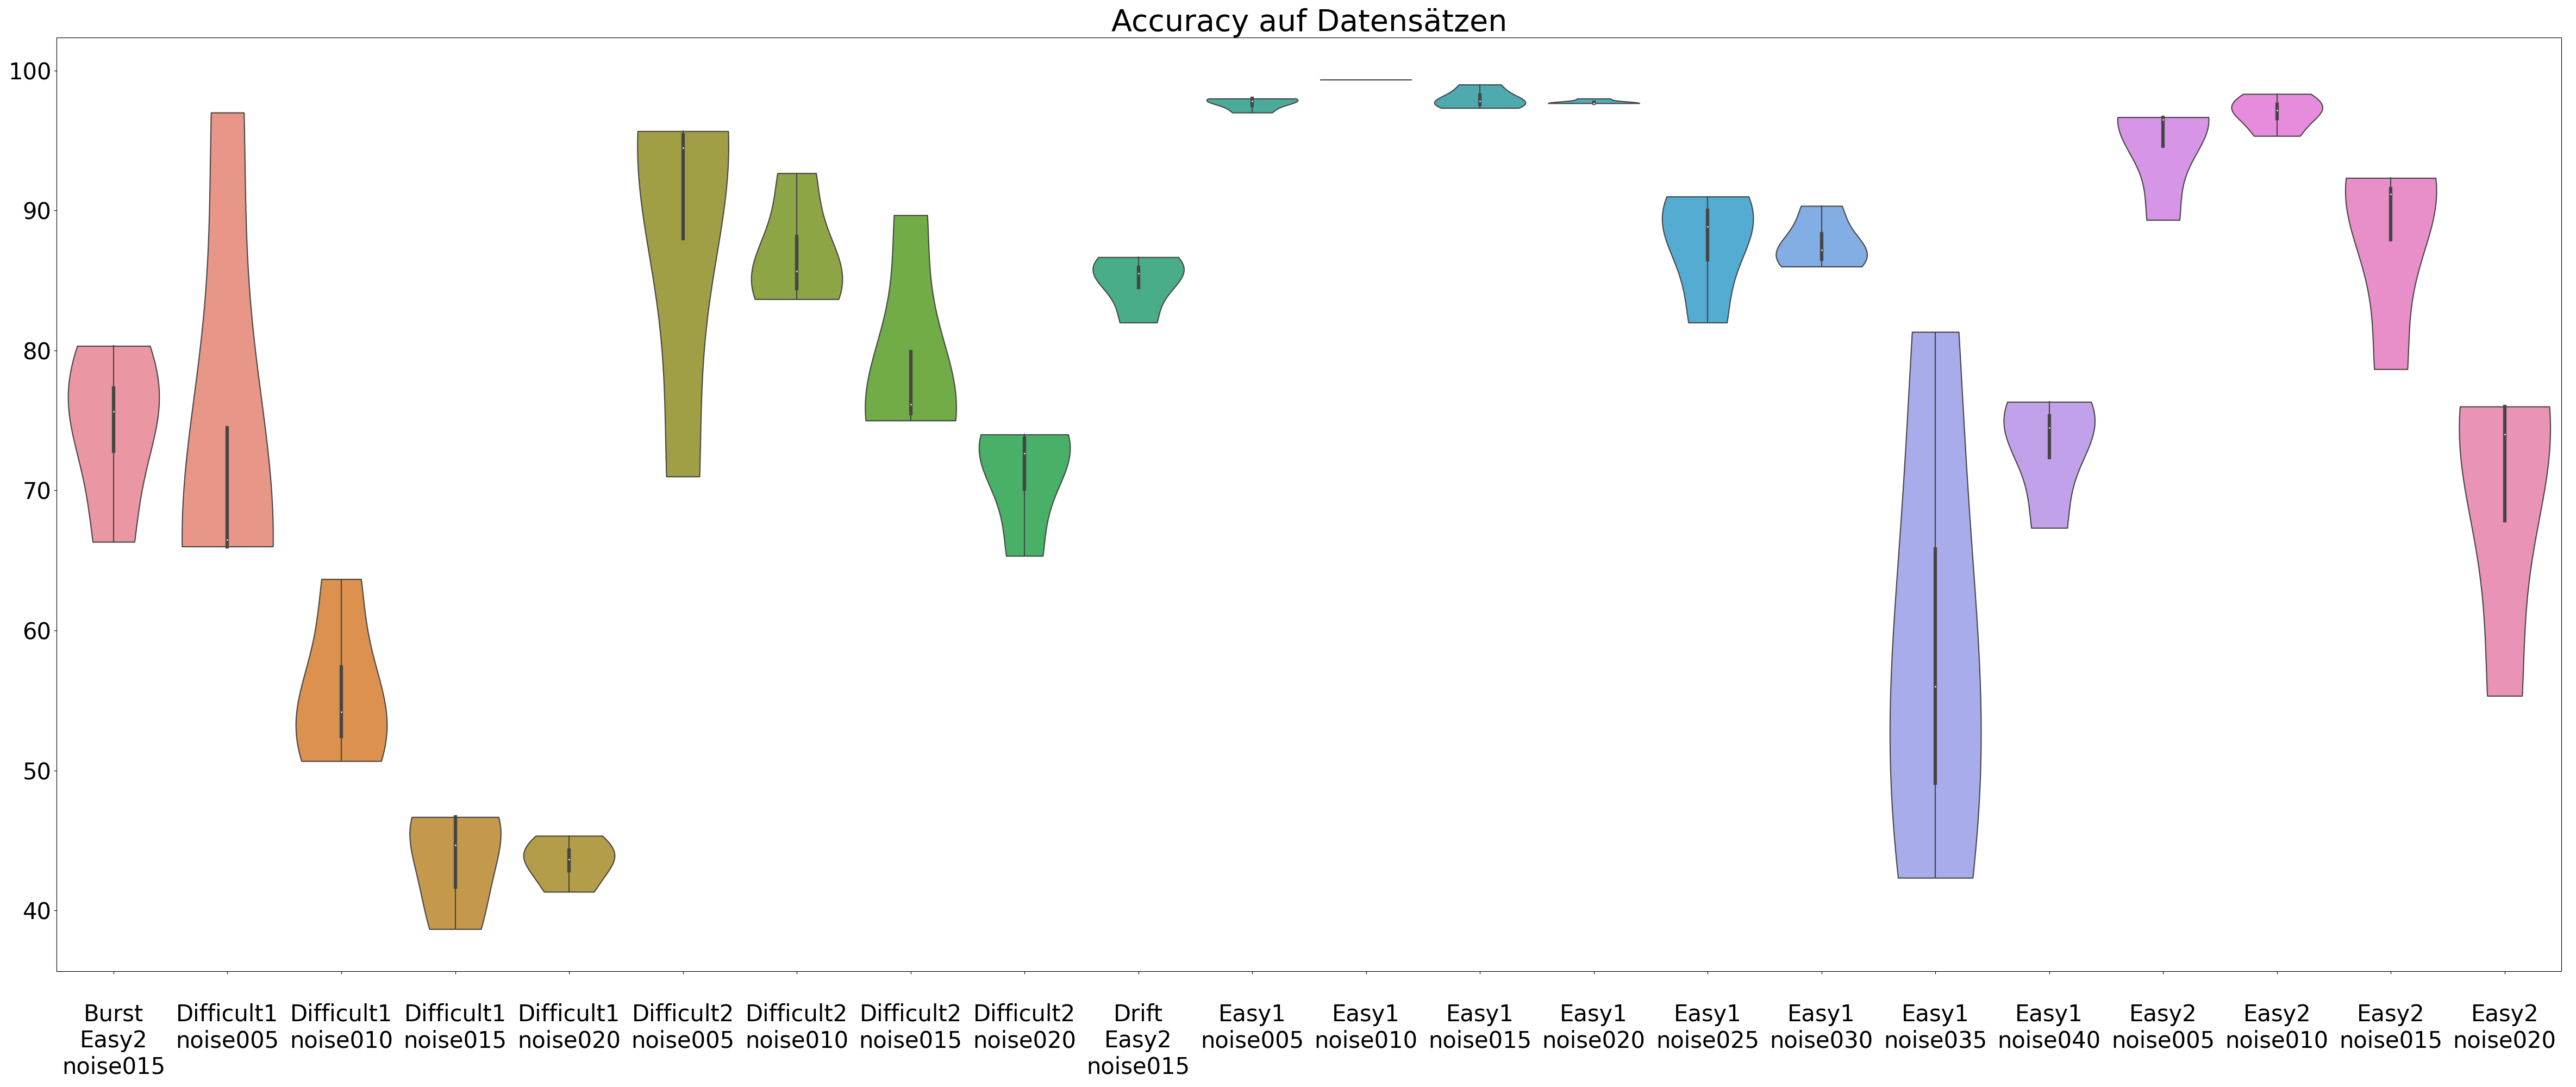 Accuracy auf Datensätzen
100
90
80
70
60
50
40
Burst
Easy2
noise015
Difficult1
noise005
Difficult1
noise010
Difficult1
noise015
Difficult1
noise020
Difficult2
noise005
Difficult2
noise010
Difficult2
noise015
Difficult2
noise020
Drift
Easy2
noise015
Easy1
noise005
Easy1
noise010
Easy1
noise015
Easy1
noise020
Easy1
noise025
Easy1
noise030
Easy1
noise035
Easy1
noise040
Easy2
noise005
Easy2
noise010
Easy2
noise015
Easy2
noise020